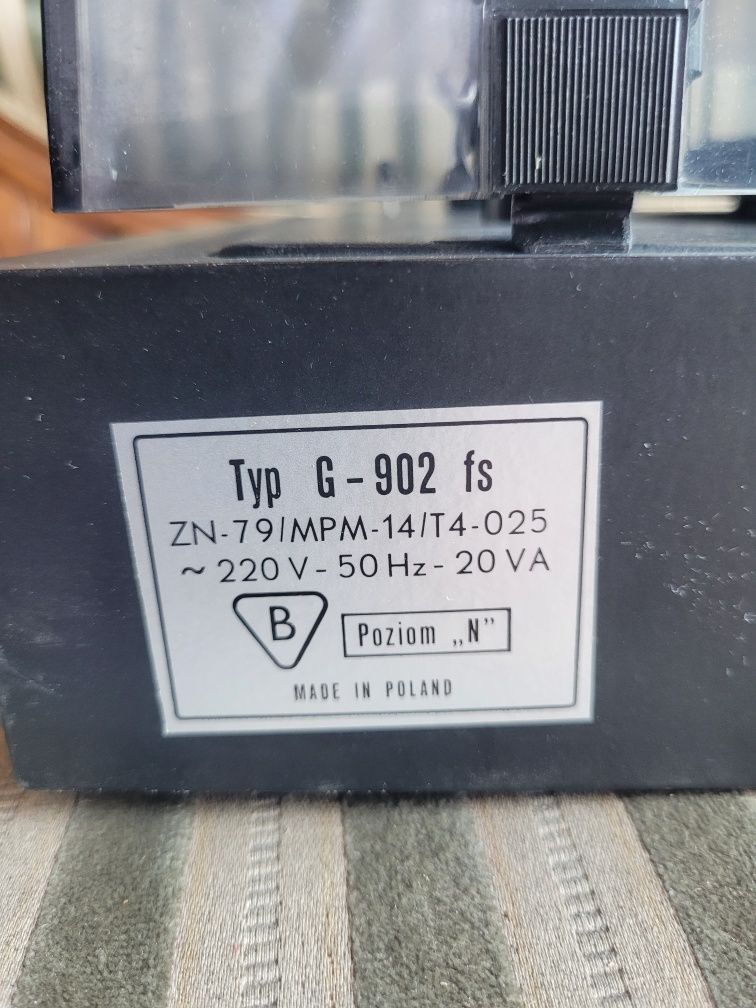 Typ G-902 fs
ZN-79/MPM-14/T4-025
~ 220 V - 50 Hz - 20 VA
B
Poziom „N”
MADE IN POLAND